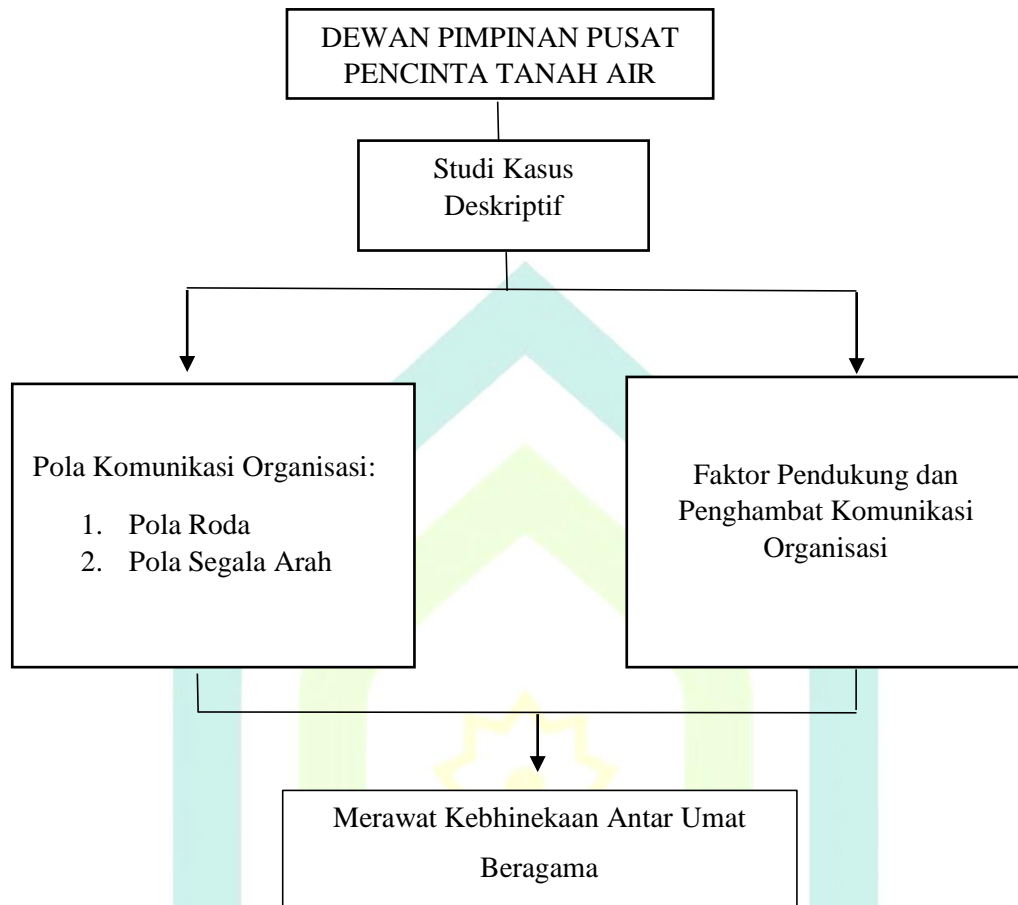 DEWAN PIMPINAN PUSAT
PENCINTA TANAH AIR
Studi Kasus
Deskriptif
Pola Komunikasi Organisasi:
1. Pola Roda
2. Pola Segala Arah
Faktor Pendukung dan
Penghambat Komunikasi
Organisasi
Merawat Kebhinekaan Antar Umat
Beragama